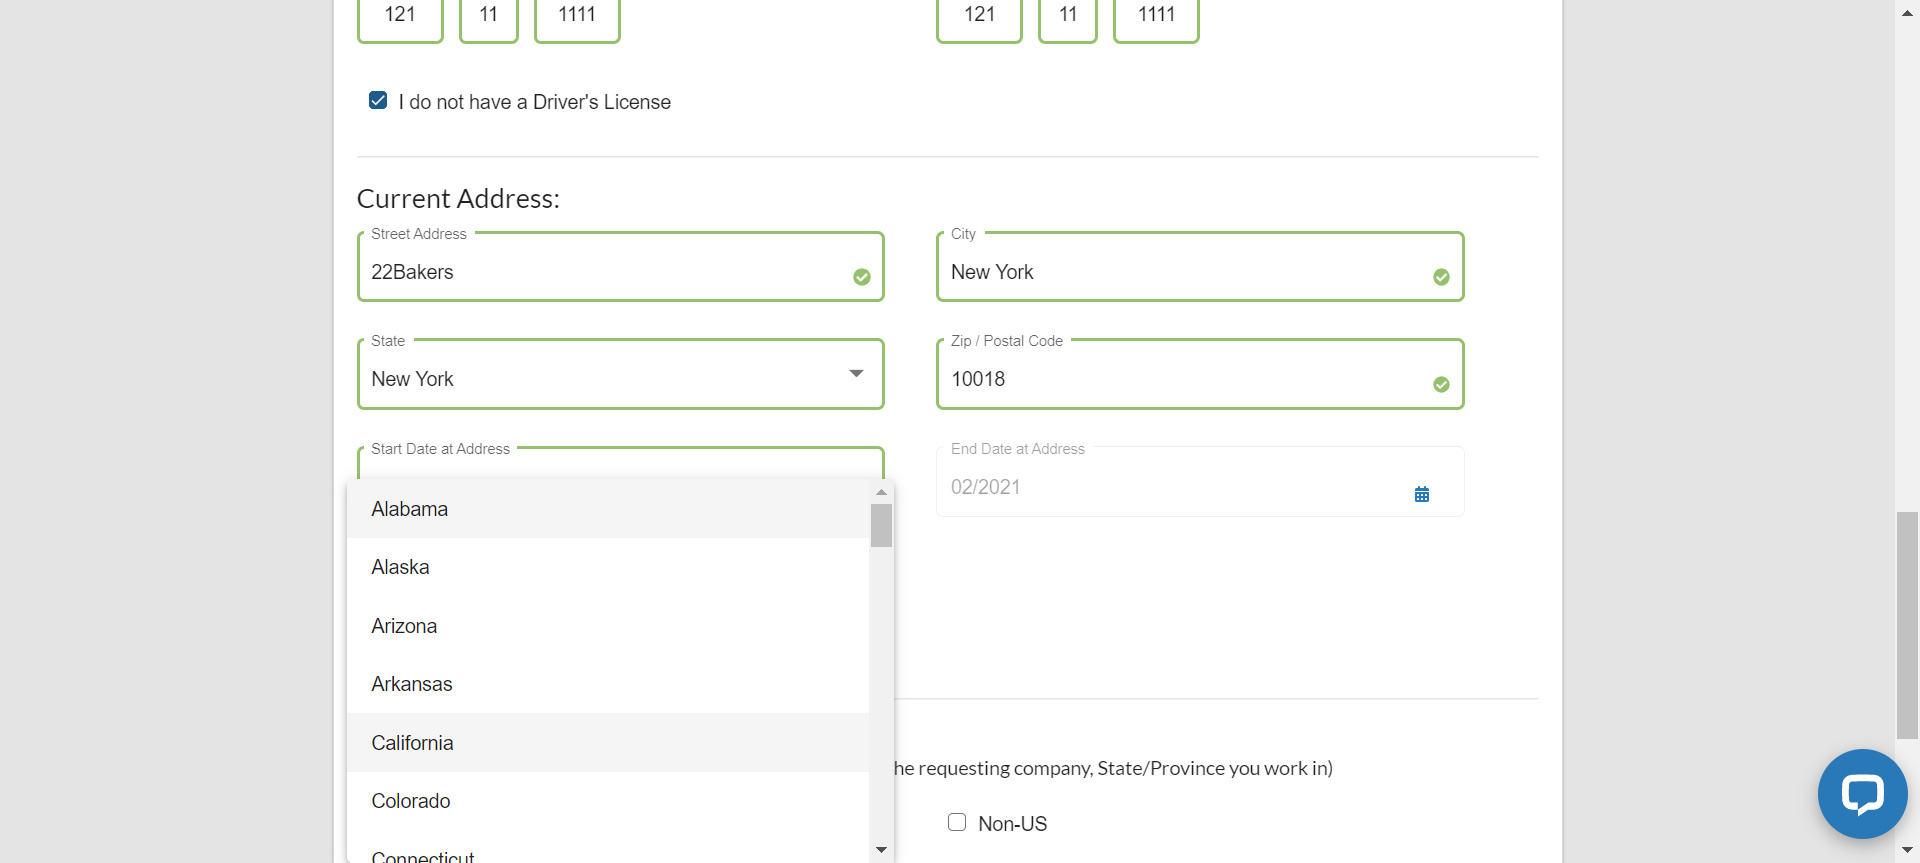 121 11 1111 121 11 1111
I do not have a Driver's License
Current Address:
Street Address
22Bakers
City
New York
State
New York
Zip / Postal Code
10018
Start Date at Address
End Date at Address
02/2021
Alabama
Alaska
Arizona
Arkansas
California
Colorado
Connecticut
he requesting company, State/Province you work in)
Non-US